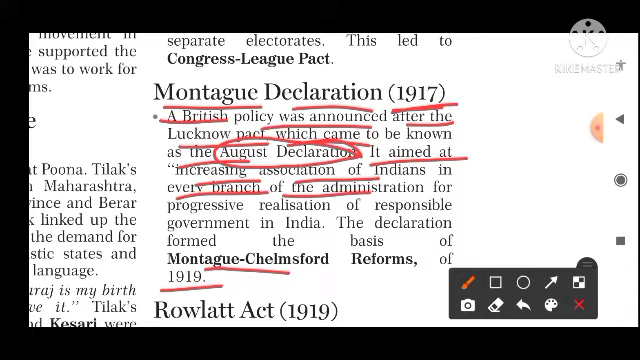 movement in
e supported the
was to work for
ms.
e
at Poona. Tilak's
n Maharashtra,
vince and Berar
k linked up the
the demand for
istic states and
language.
uraj is my birth
ve it." Tilak's
nd Kesari were
separate electorates. This led to
Congress-League Pact.
Montague Declaration (1917)
• A British policy was announced after the
Lucknow pact, which came to be known
as the August Declaration. It aimed at
"increasing association of Indians in
every branch of the administration for
progressive realisation of responsible
government in India. The declaration
formed the basis of
Montague-Chelmsford Reforms, of
1919.
Rowlatt Act (1919)
KINEMASTER